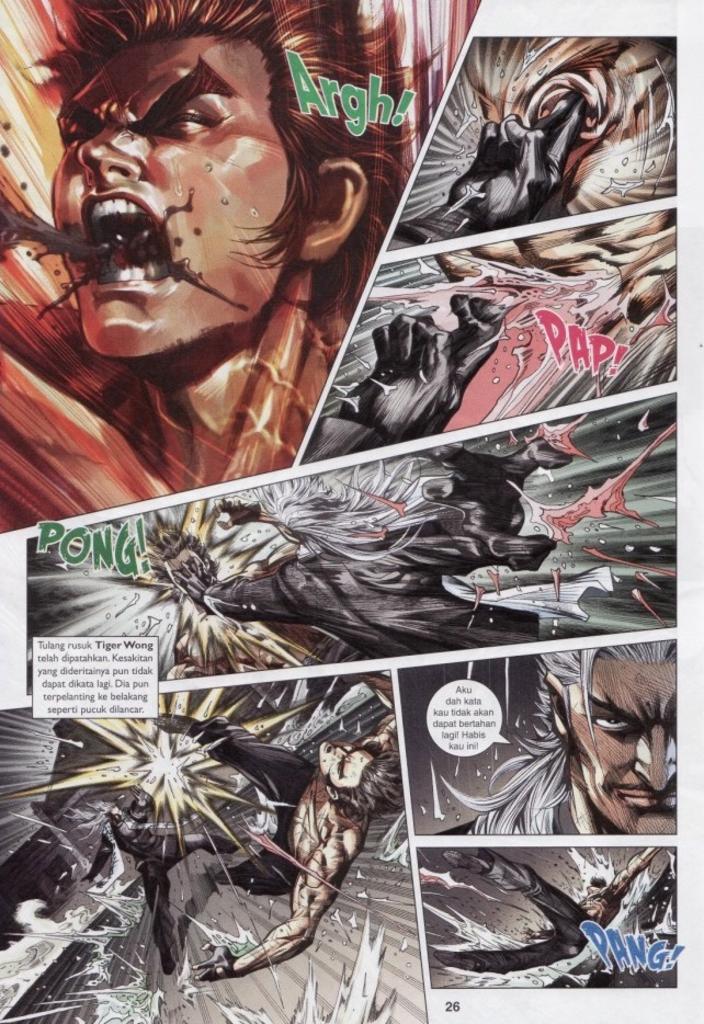 Argh!
PAP!
PONG!
Tulang rusuk Tiger Wong
telah dipatahkan. Kesakitan
yang dideritainya pun tidak
dapat dikata lagi. Dia pun
terpelanting ke belakang
seperti pucuk dilancar.
Aku
dah kata
kau tidak akan
dapat bertahan
lagi! Habis
kau ini!
PANG!
26